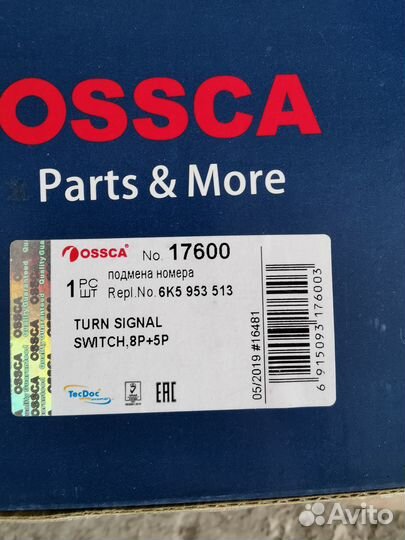 OSSCA
Parts & More
OSSCA No. 17600
подмена номера
1 PC ШТ Repl.No. 6K5 953 513
TURN SIGNAL
SWITCH,8P+5P
TecDoc
EAC
05/2019 #16481
6 915093 176003
QualityGuaranteed
Avito